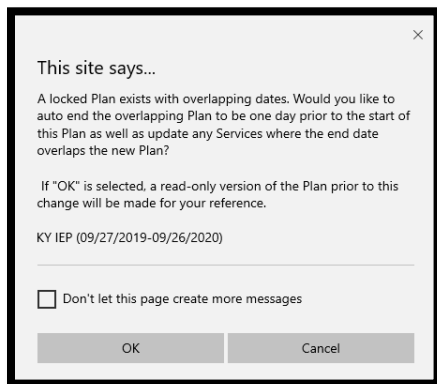 This site says...
A locked Plan exists with overlapping dates. Would you like to
auto end the overlapping Plan to be one day prior to the start of
this Plan as well as update any Services where the end date
overlaps the new Plan?
If "OK" is selected, a read-only version of the Plan prior to this
change will be made for your reference.
KY IEP (09/27/2019-09/26/2020)
Don't let this page create more messages
OK
Cancel